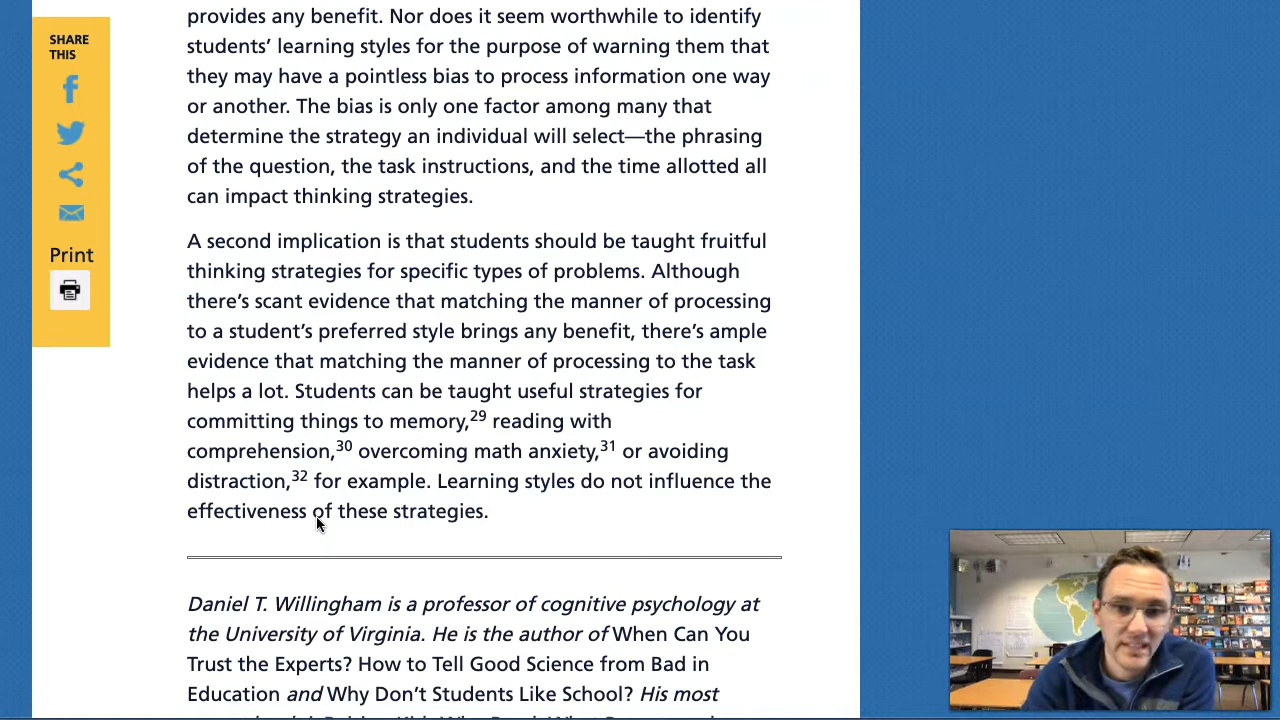 SHARE
THIS
Print
provides any benefit. Nor does it seem worthwhile to identify
students’ learning styles for the purpose of warning them that
they may have a pointless bias to process information one way
or another. The bias is only one factor among many that
determine the strategy an individual will select—the phrasing
of the question, the task instructions, and the time allotted all
can impact thinking strategies.
A second implication is that students should be taught fruitful
thinking strategies for specific types of problems. Although
there’s scant evidence that matching the manner of processing
to a student’s preferred style brings any benefit, there’s ample
evidence that matching the manner of processing to the task
helps a lot. Students can be taught useful strategies for
committing things to memory,29 reading with
comprehension,30 overcoming math anxiety,31 or avoiding
distraction,32 for example. Learning styles do not influence the
effectiveness of these strategies.
Daniel T. Willingham is a professor of cognitive psychology at
the University of Virginia. He is the author of When Can You
Trust the Experts? How to Tell Good Science from Bad in
Education and Why Don’t Students Like School? His most